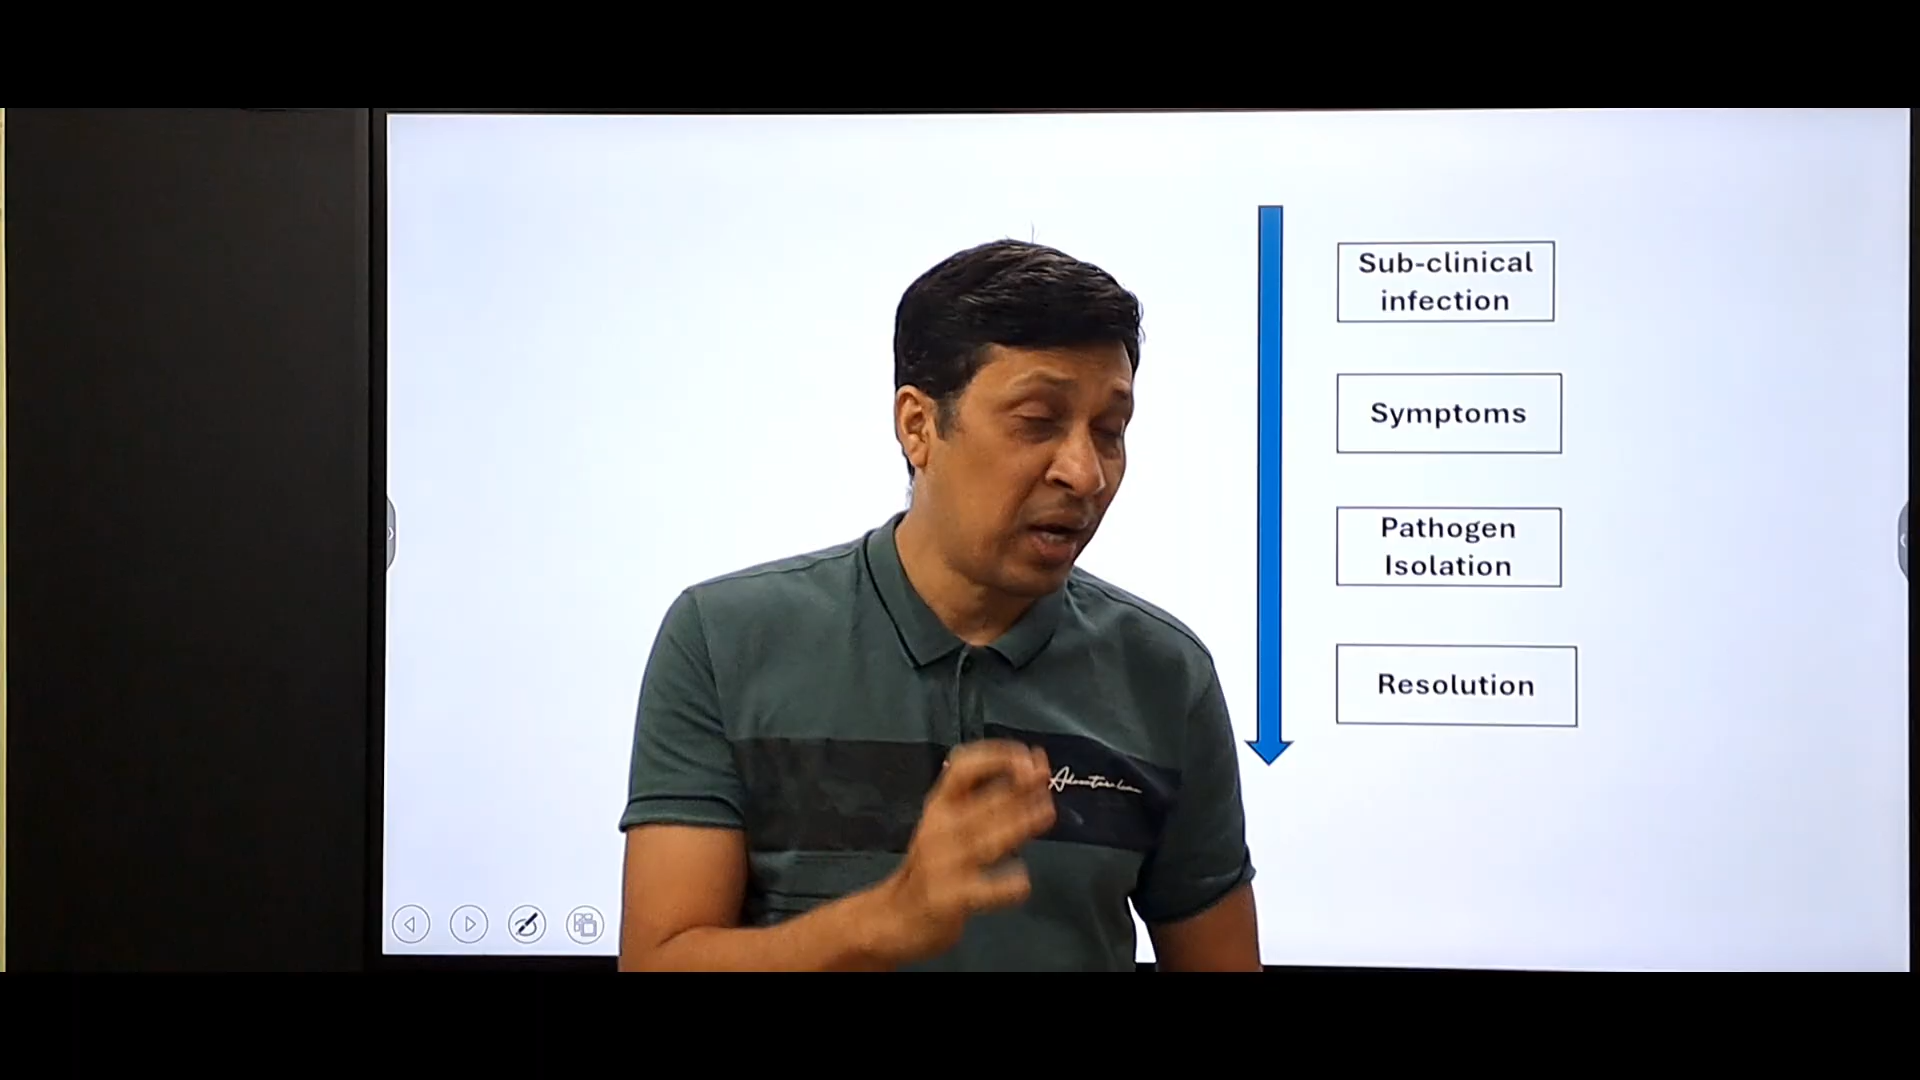 Sub-clinical
infection
Symptoms
Pathogen
Isolation
Resolution